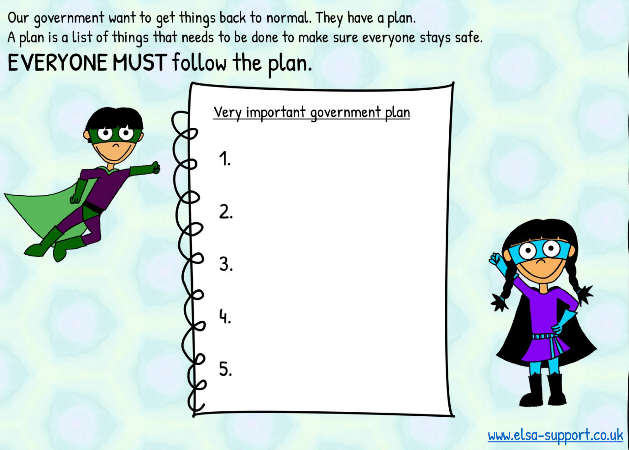 Our government want to get things back to normal. They have a plan.
A plan is a list of things that needs to be done to make sure everyone stays safe.
EVERYONE MUST follow the plan.
Very important government plan
1.
2.
3.
4.
5.
www.elsa-support.co.uk